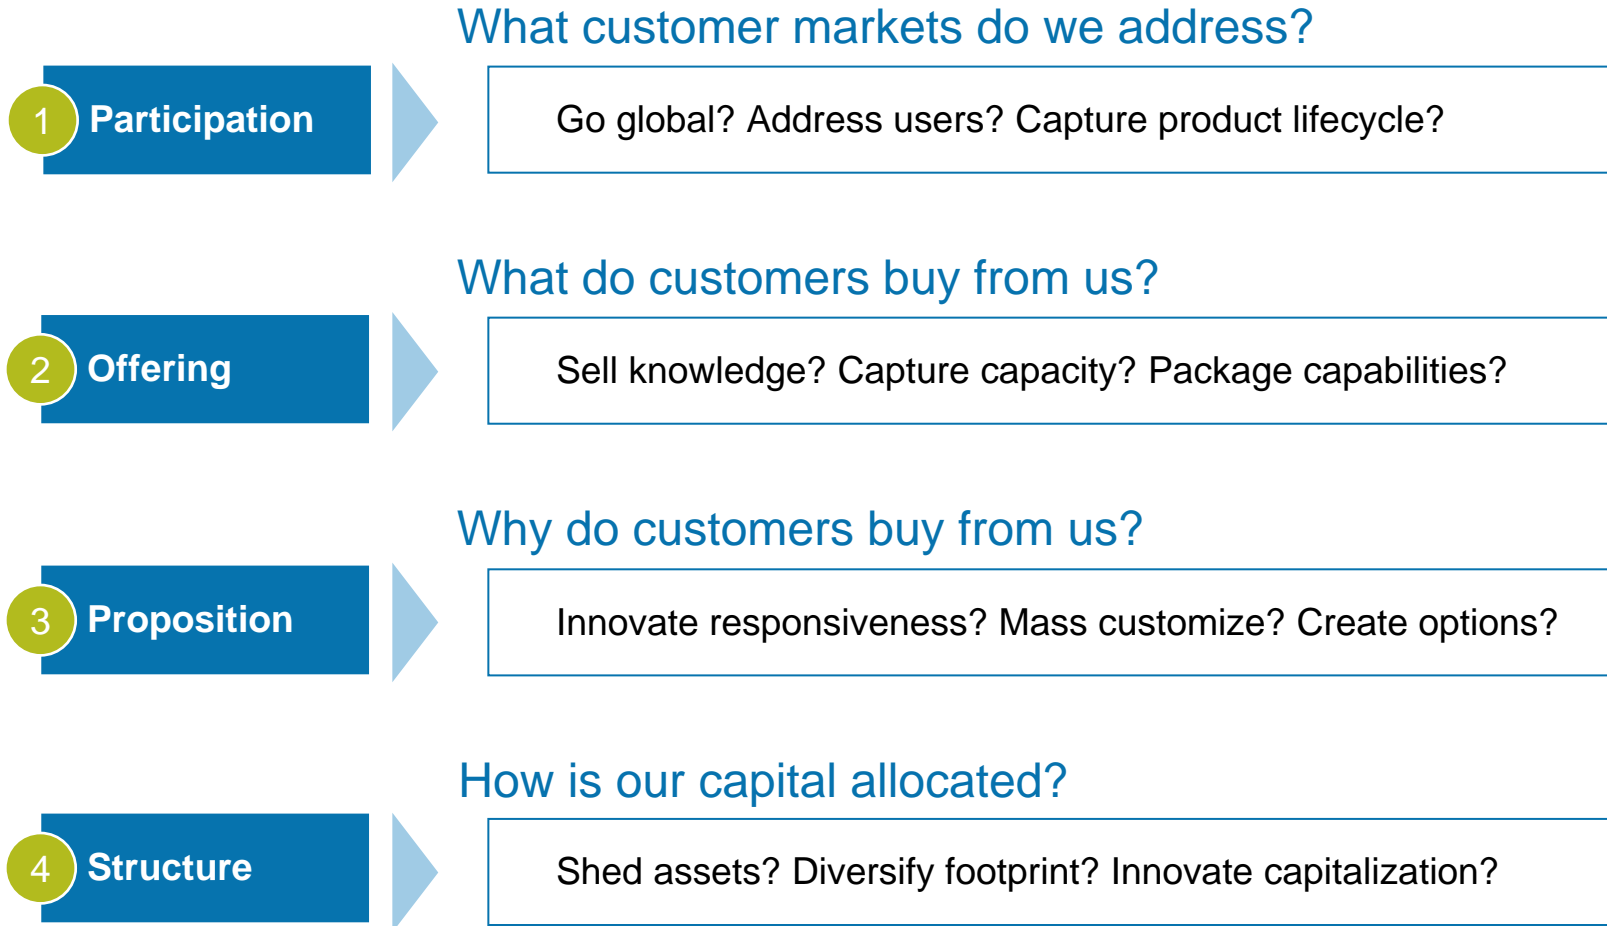 What customer markets do we address?
1 Participation
Go global? Address users? Capture product lifecycle?
What do customers buy from us?
2 Offering
Sell knowledge? Capture capacity? Package capabilities?
Why do customers buy from us?
3 Proposition
Innovate responsiveness? Mass customize? Create options?
How is our capital allocated?
4 Structure
Shed assets? Diversify footprint? Innovate capitalization?